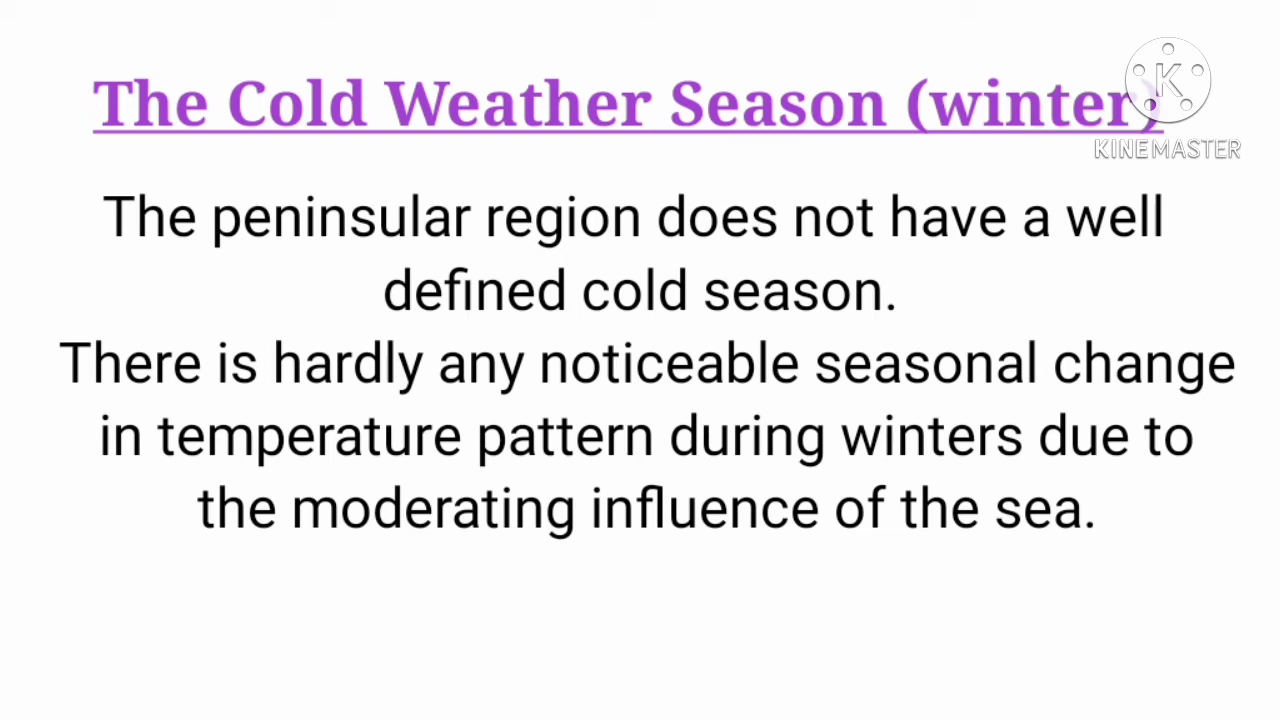 The Cold Weather Season (winter)
K
KINEMASTER
The peninsular region does not have a well
defined cold season.
There is hardly any noticeable seasonal change
in temperature pattern during winters due to
the moderating influence of the sea.